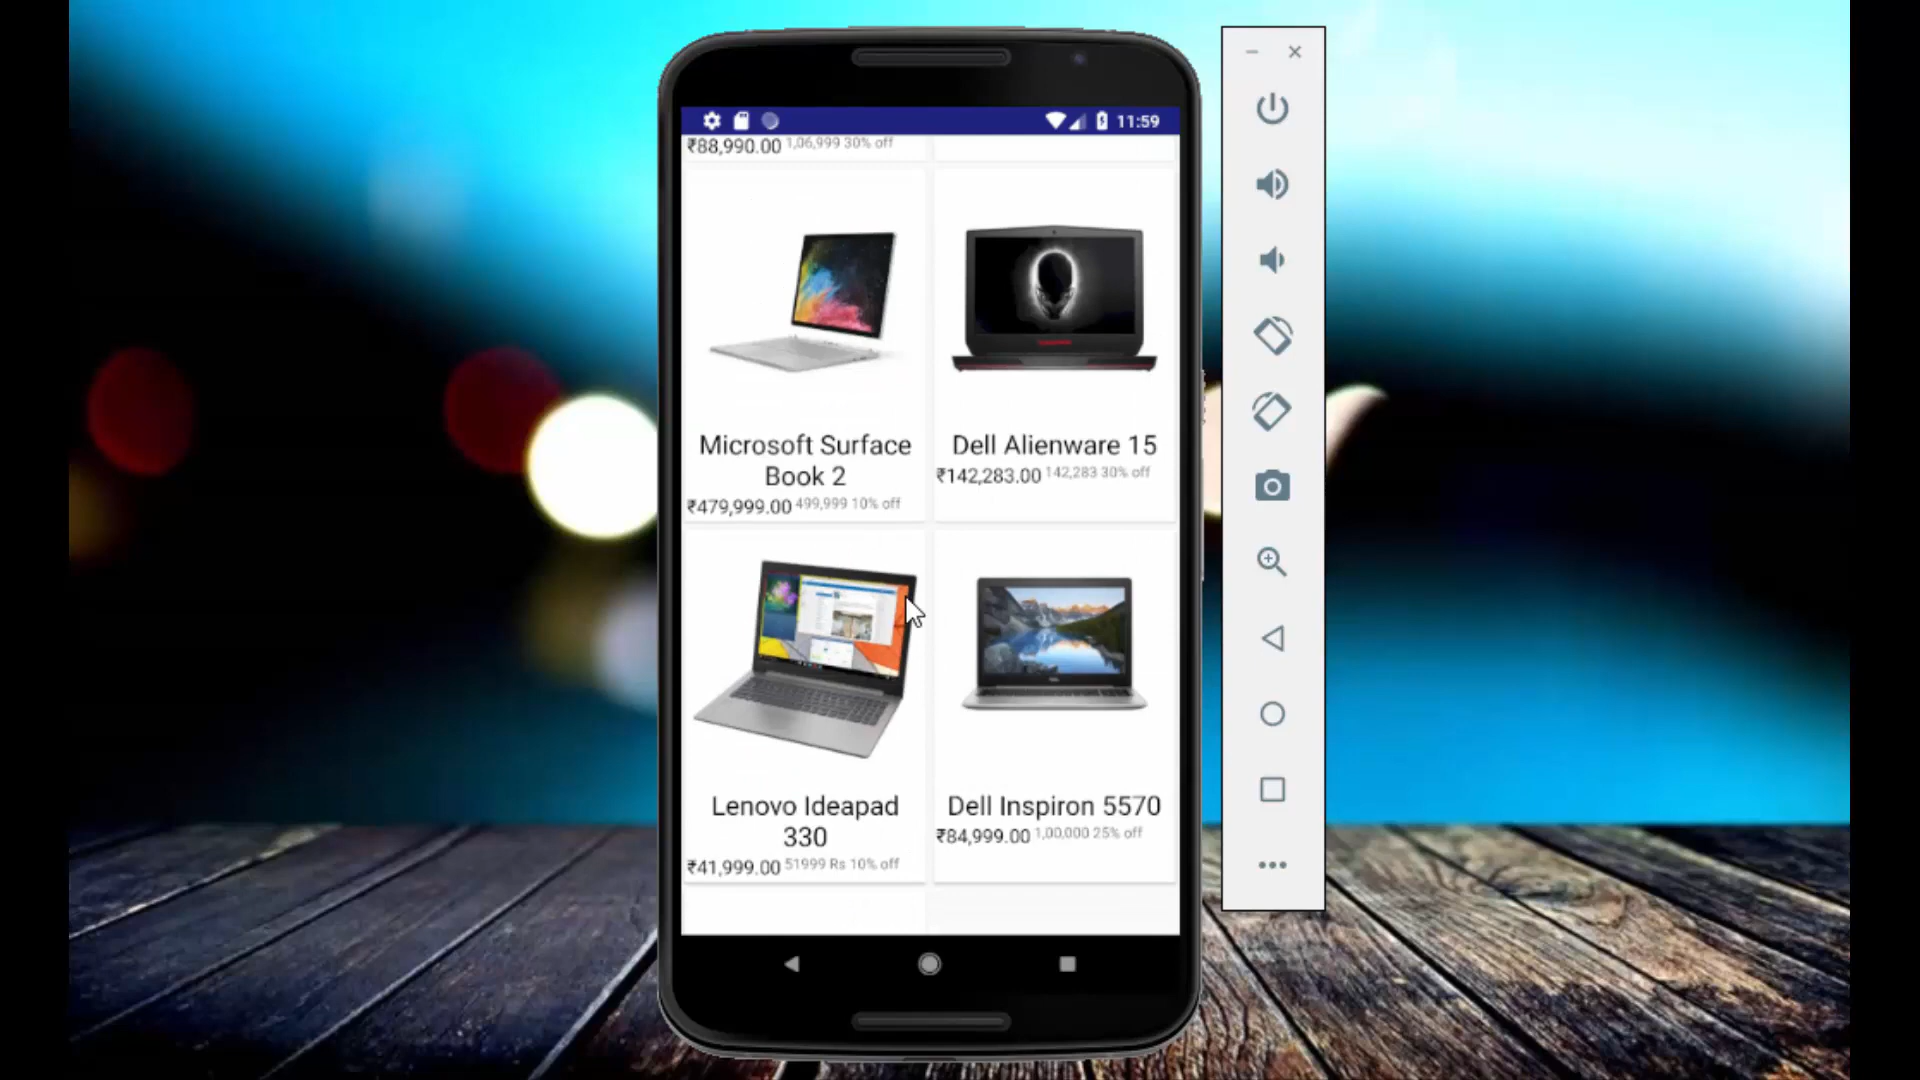 11:59
₹88,990.00 1,06,999 30% off
Microsoft Surface
Book 2
₹479,999.00 499,999 10% off
Dell Alienware 15
₹142,283.00 142,283 30% off
Lenovo Ideapad
330
₹41,999.00 51999 Rs 10% off
Dell Inspiron 5570
₹84,999.00 1,00,000 25% off